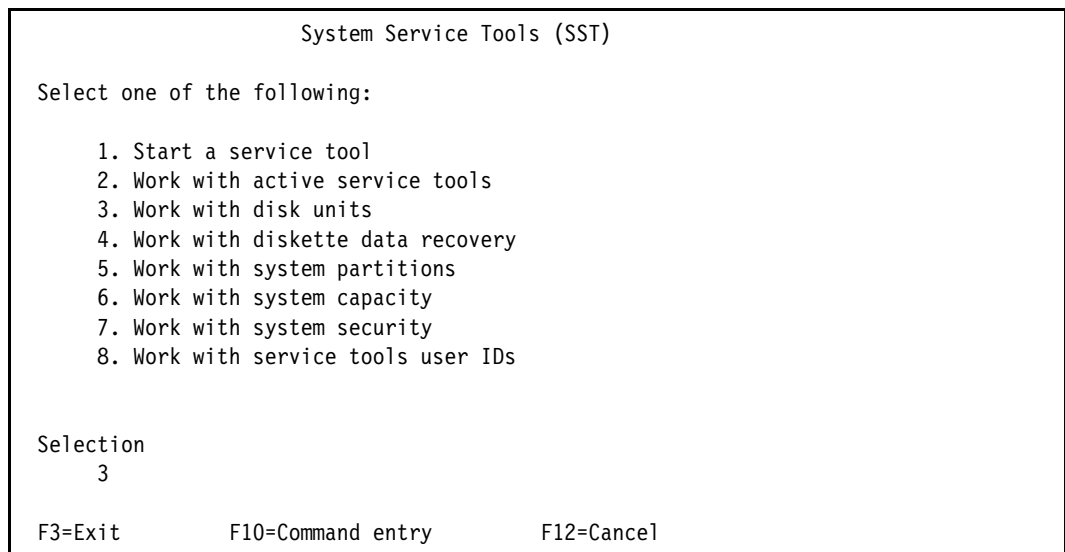 System Service Tools (SST)
Select one of the following:
1. Start a service tool
2. Work with active service tools
3. Work with disk units
4. Work with diskette data recovery
5. Work with system partitions
6. Work with system capacity
7. Work with system security
8. Work with service tools user IDs
Selection
3
F3=Exit F10=Command entry F12=Cancel